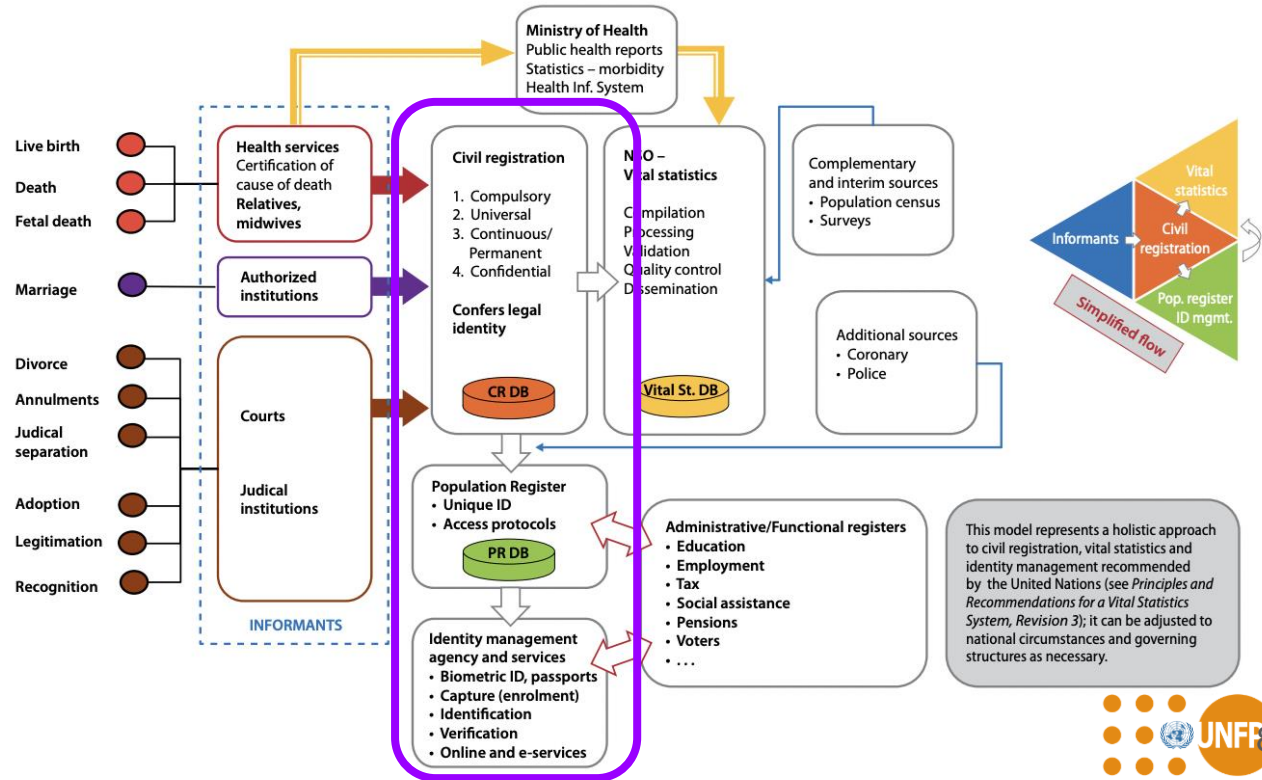 Ministry of Health
Public health reports
Statistics – morbidity
Health Inf. System
Live birth
Death
Fetal death
Marriage
Divorce
Annulments
Judical
separation
Adoption
Legitimation
Recognition
Health services
Certification of
cause of death
Relatives,
midwives
Authorized
institutions
Courts
Judical
institutions
INFORMANTS
Civil registration
1. Compulsory
2. Universal
3. Continuous/
Permanent
4. Confidential
Confers legal
identity
CR DB
NSO –
Vital statistics
Compilation
Processing
Validation
Quality control
Dissemination
Vital St. DB
Complementary
and interim sources
• Population census
• Surveys
Additional sources
• Coronary
• Police
Population Register
• Unique ID
• Access protocols
PR DB
Identity management
agency and services
• Biometric ID, passports
• Capture (enrolment)
• Identification
• Verification
• Online and e-services
Administrative/Functional registers
• Education
• Employment
• Tax
• Social assistance
• Pensions
• Voters
• . . .
Vital
statistics
Informants
Civil
registration
Pop. register
ID mgmt.
Simplified flow
This model represents a holistic approach
to civil registration, vital statistics and
identity management recommended
by the United Nations (see Principles and
Recommendations for a Vital Statistics
System, Revision 3); it can be adjusted to
national circumstances and governing
structures as necessary.
UNFP
8